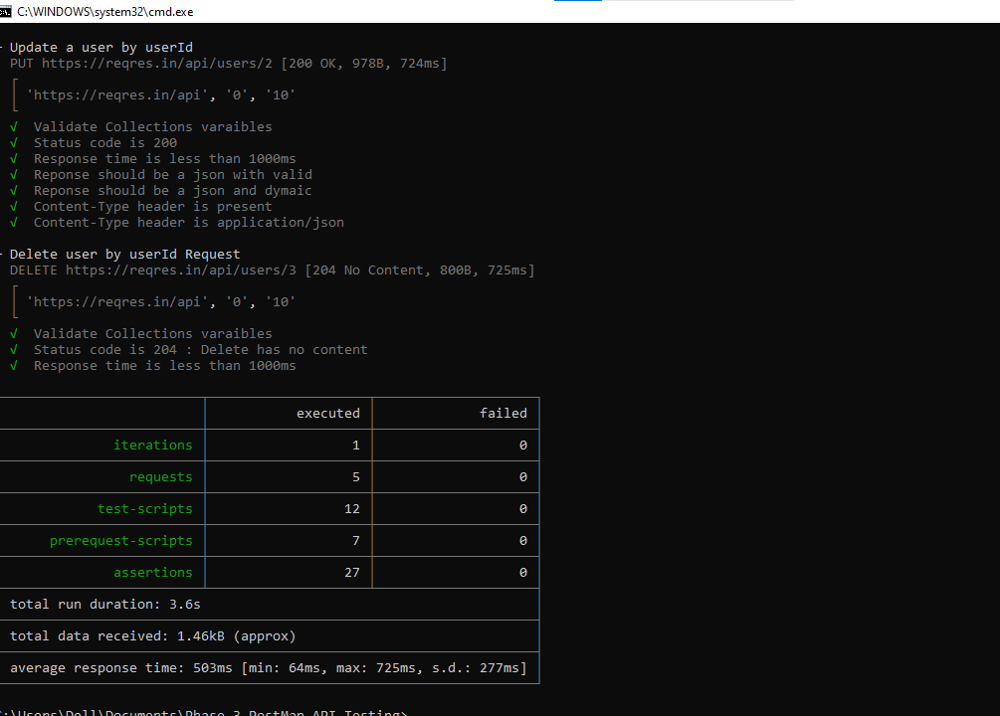 C:\WINDOWS\system32\cmd.exe
Update a user by userId
PUT https://reqres.in/api/users/2 [200 OK, 978B, 724ms]
'https://reqres.in/api', '0', '10'
√ Validate Collections varaibles
√ Status code is 200
√ Response time is less than 1000ms
√ Reponse should be a json with valid
√ Reponse should be a json and dymaic
√ Content-Type header is present
√ Content-Type header is application/json
Delete user by userId Request
DELETE https://reqres.in/api/users/3 [204 No Content, 800B, 725ms]
'https://reqres.in/api', '0', '10'
√ Validate Collections varaibles
√ Status code is 204 : Delete has no content
√ Response time is less than 1000ms
executed failed
iterations 1 0
requests 5 0
test-scripts 12 0
prerequest-scripts 7 0
assertions 27 0
total run duration: 3.6s
total data received: 1.46kB (approx)
average response time: 503ms [min: 64ms, max: 725ms, s.d.: 277ms]
:\Users\Dell\Documents\Phase 3 PostMan API Testing>